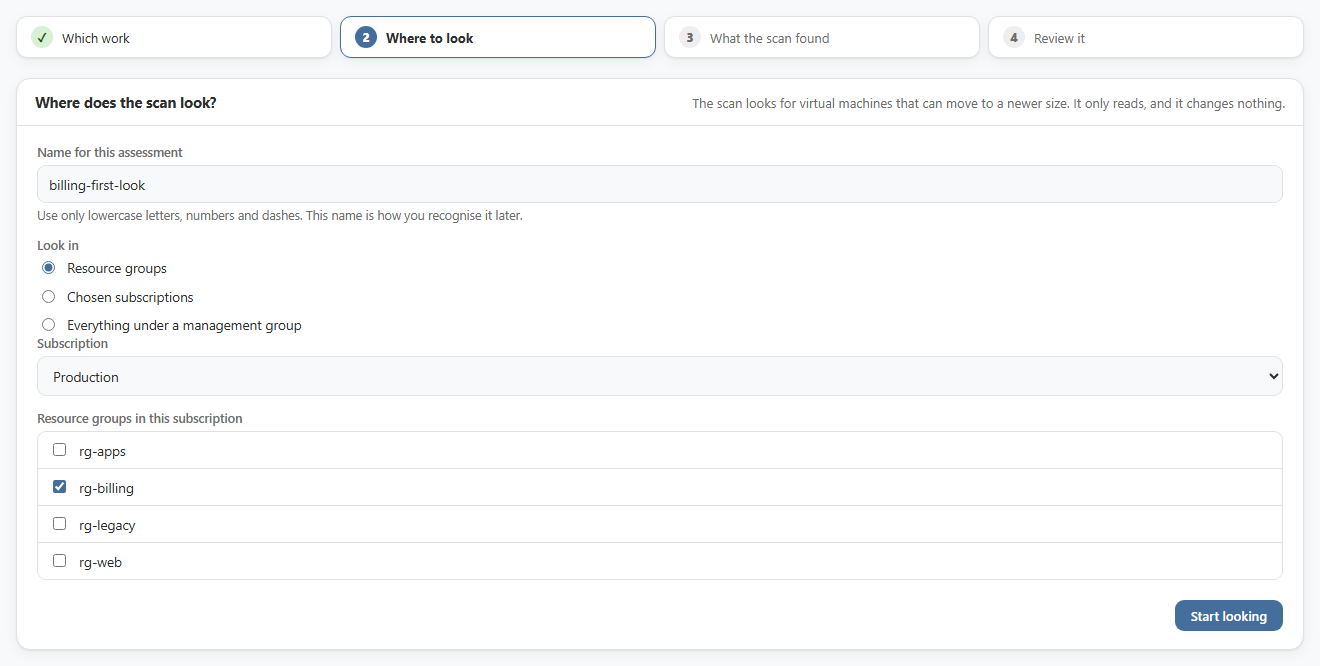 ✓ Which work
2 Where to look
3 What the scan found
4 Review it
Where does the scan look?
The scan looks for virtual machines that can move to a newer size. It only reads, and it changes nothing.
Name for this assessment
billing-first-look
Use only lowercase letters, numbers and dashes. This name is how you recognise it later.
Look in
Resource groups
Chosen subscriptions
Everything under a management group
Subscription
Production
Resource groups in this subscription
rg-apps
rg-billing
rg-legacy
rg-web
Start looking